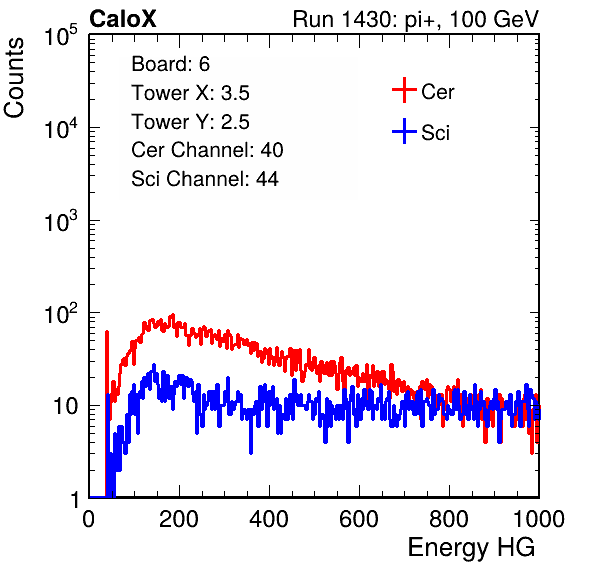 CaloX Run 1430: pi+, 100 GeV
Counts
Board: 6
Tower X: 3.5
Tower Y: 2.5
Cer Channel: 40
Sci Channel: 44
Cer
Sci
10^5
10^4
10^3
10^2
10
1
0 200 400 600 800 1000
Energy HG